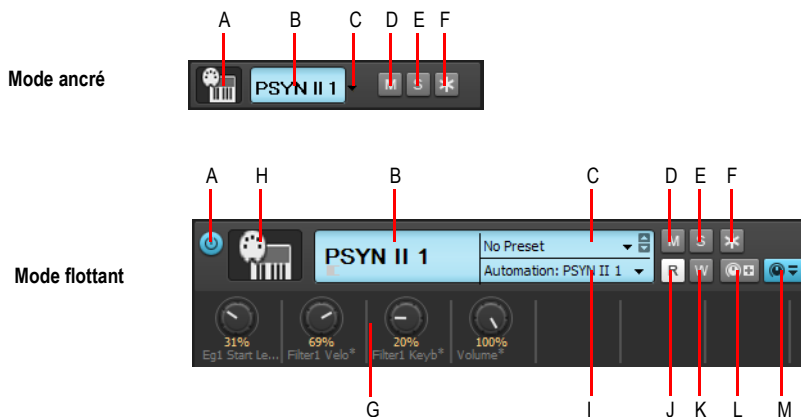 A B C D E F
Mode ancré
PSYN II 1 M S
A H B C D E F
Mode flottant
PSYN II 1
No Preset
M S
Automation: PSYN II 1
R W
31% 69% 20% 100%
Eg1 Start Le... Filter1 Velo* Filter1 Keyb* Volume*
G I J K L M